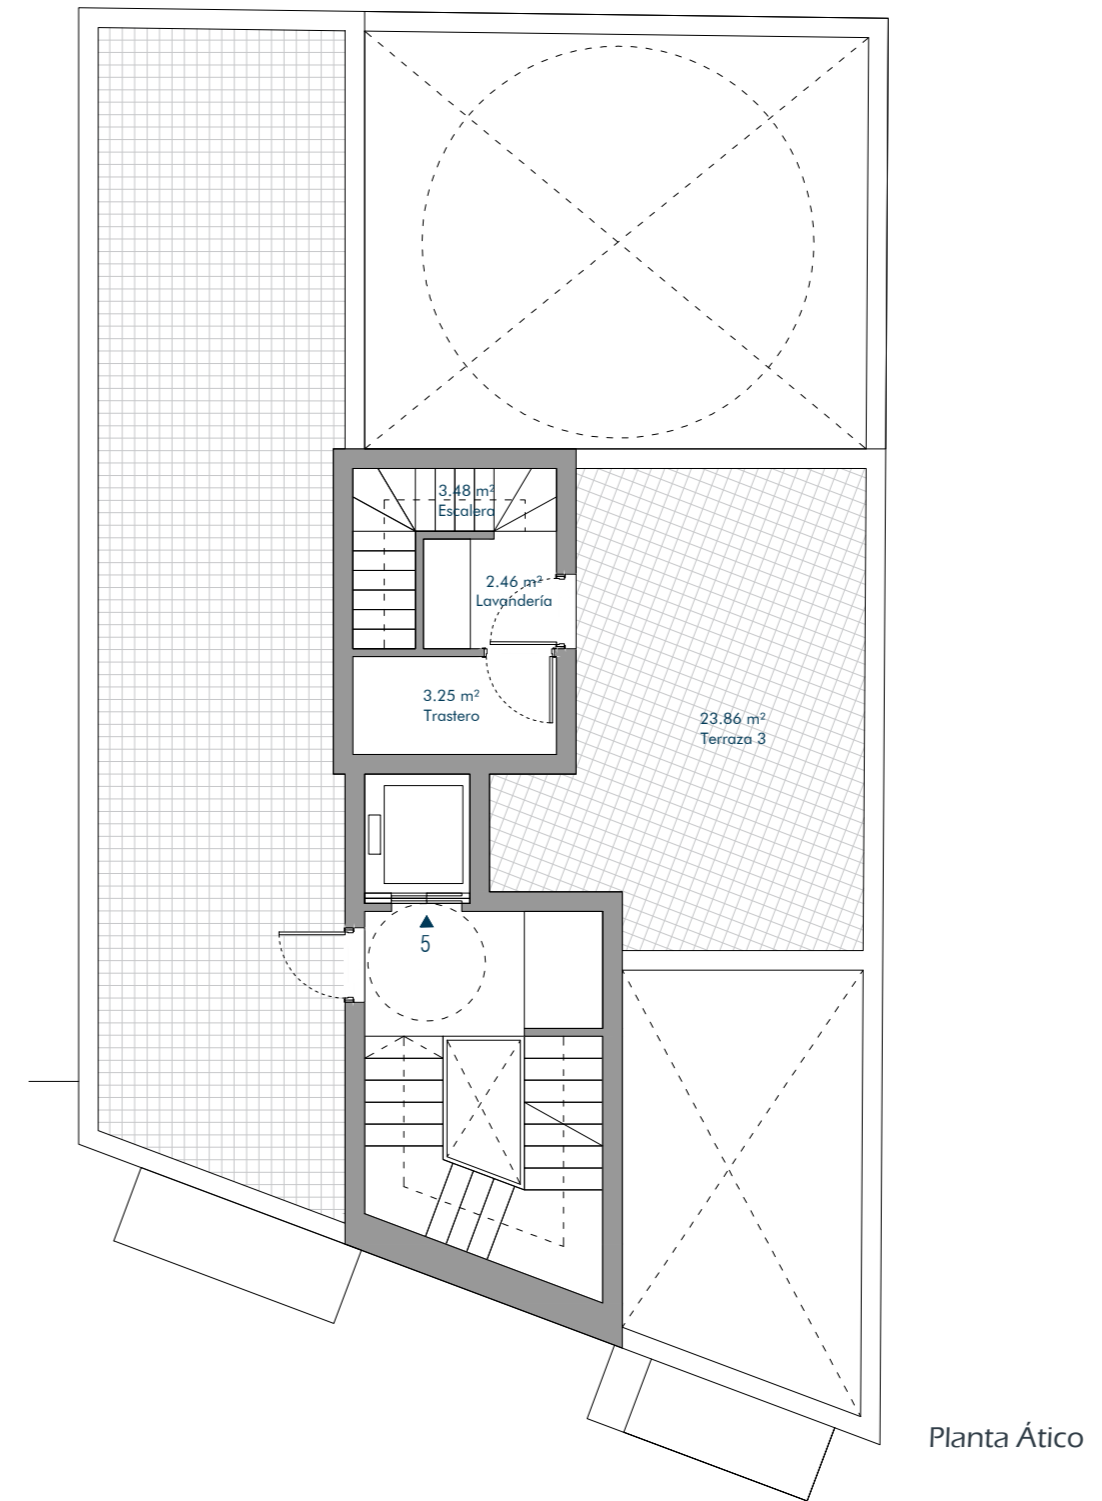 3.48 m²
Escalera
2.46 m²
Lavandería
3.25 m²
Trastero
23.86 m²
Terraza 3
5
Planta Ático